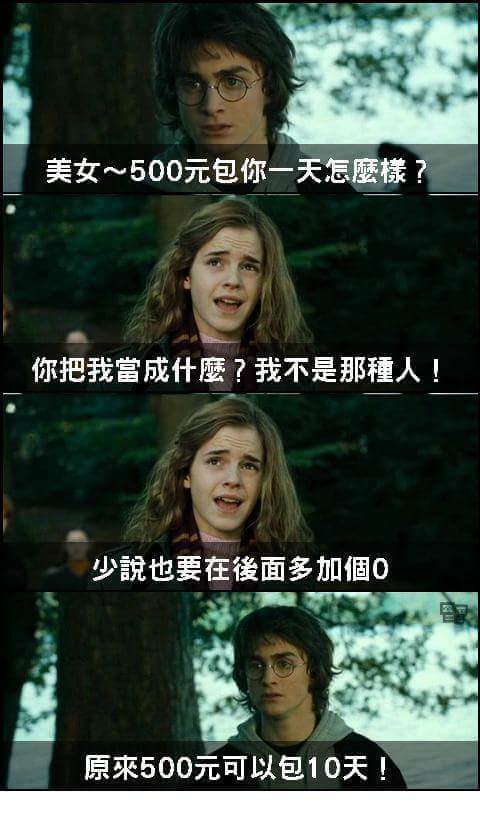 美女～500元包你一天怎麼樣？
你把我當成什麼？我不是那種人！
少說也要在後面多加個0
原來500元可以包10天！